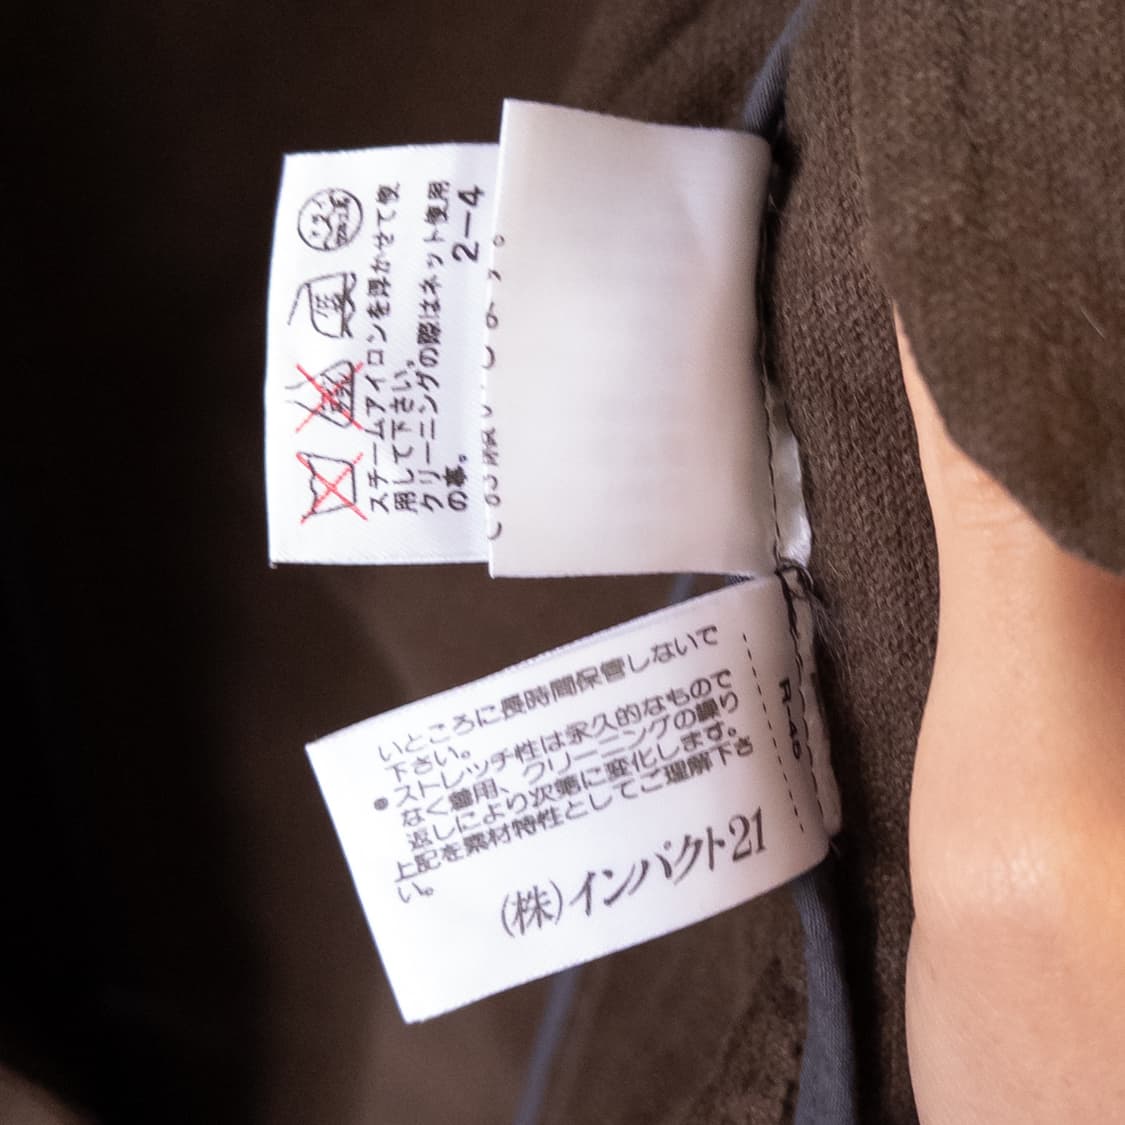 スチームアイロンを浮かせて使
用して下さい。
クリーニングの際はネット使用
の事。
2-4
いところに長時間保管しないで
下さい。
●ストレッチ性は永久的なもので
なく着用、クリーニングの繰り
返しにより次第に変化します。
上記を素材特性としてご理解下さ
い。
(株)インパクト21